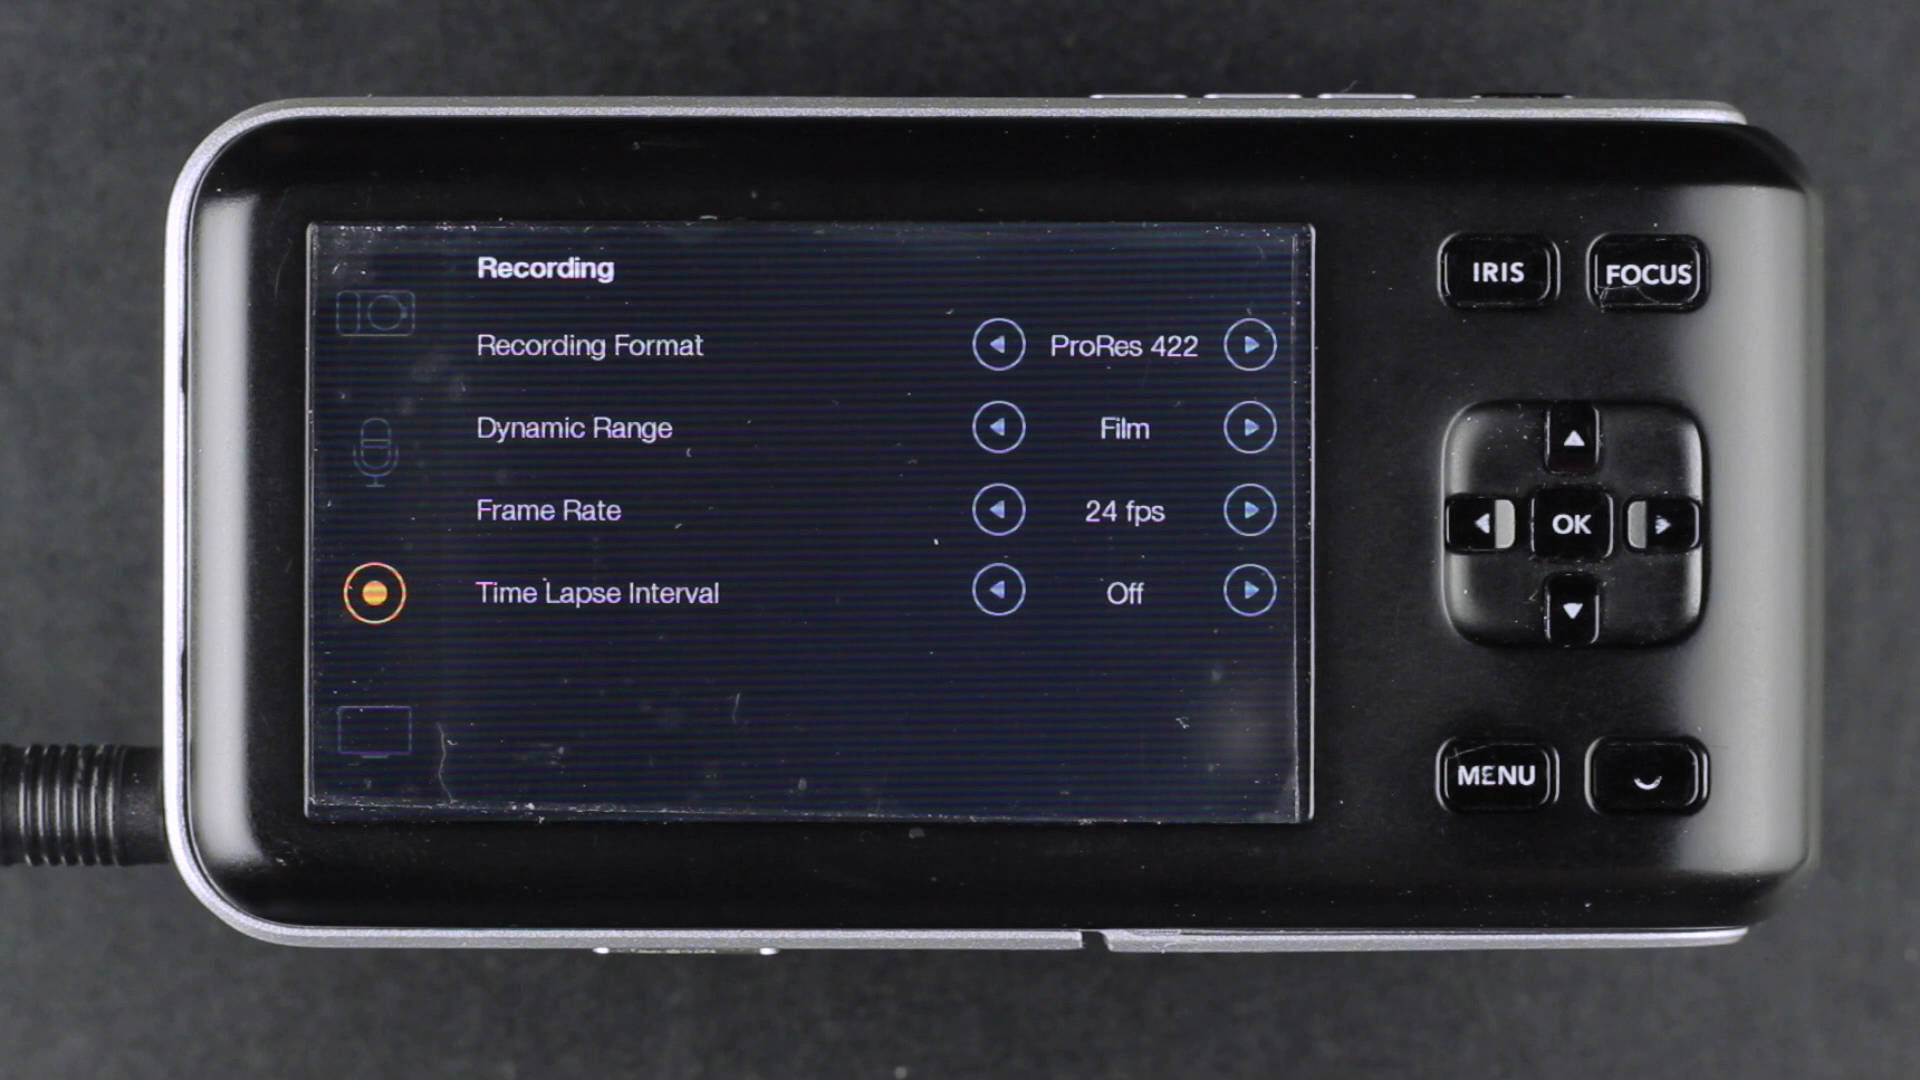 Recording
Recording Format ProRes 422
Dynamic Range Film
Frame Rate 24 fps
Time Lapse Interval Off
IRIS FOCUS
OK
MENU